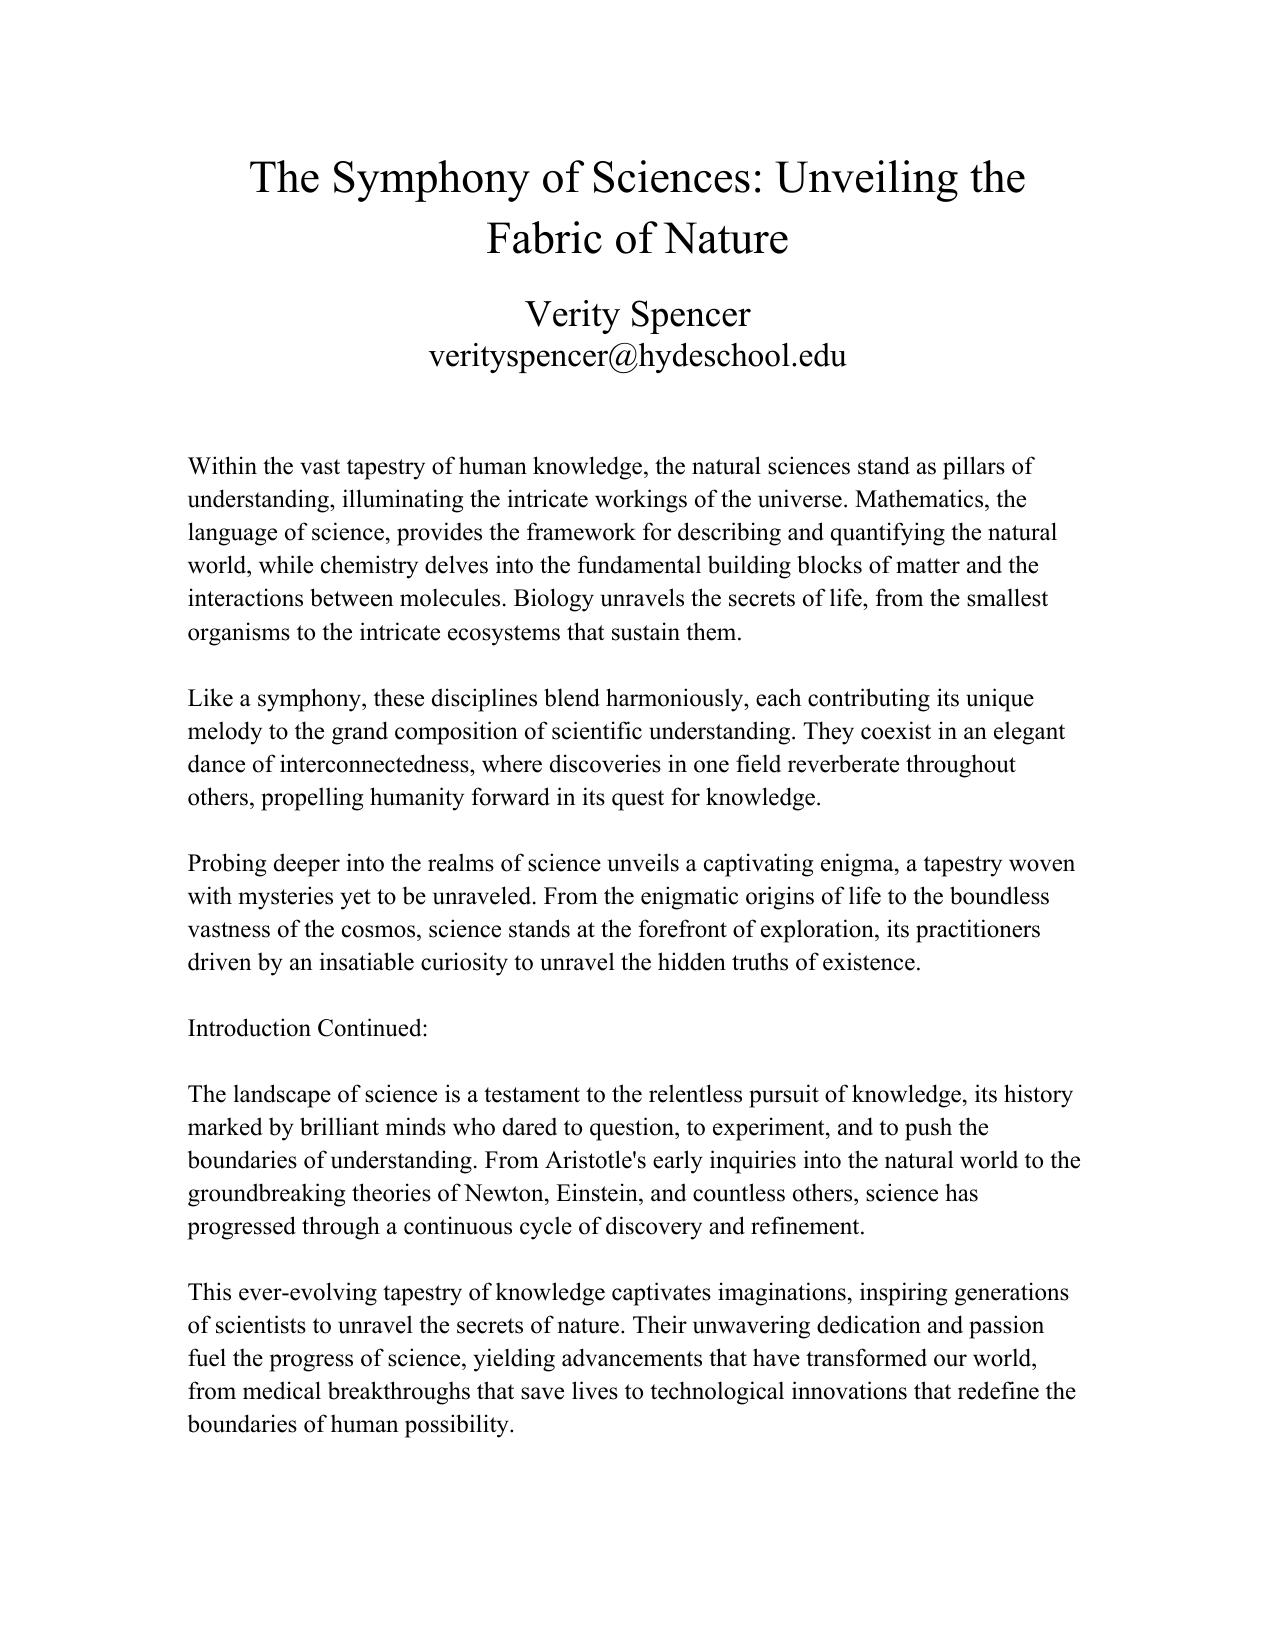 The Symphony of Sciences: Unveiling the
Fabric of Nature
Verity Spencer
verityspencer@hydeschool.edu
Within the vast tapestry of human knowledge, the natural sciences stand as pillars of
understanding, illuminating the intricate workings of the universe. Mathematics, the
language of science, provides the framework for describing and quantifying the natural
world, while chemistry delves into the fundamental building blocks of matter and the
interactions between molecules. Biology unravels the secrets of life, from the smallest
organisms to the intricate ecosystems that sustain them.
Like a symphony, these disciplines blend harmoniously, each contributing its unique
melody to the grand composition of scientific understanding. They coexist in an elegant
dance of interconnectedness, where discoveries in one field reverberate throughout
others, propelling humanity forward in its quest for knowledge.
Probing deeper into the realms of science unveils a captivating enigma, a tapestry woven
with mysteries yet to be unraveled. From the enigmatic origins of life to the boundless
vastness of the cosmos, science stands at the forefront of exploration, its practitioners
driven by an insatiable curiosity to unravel the hidden truths of existence.
Introduction Continued:
The landscape of science is a testament to the relentless pursuit of knowledge, its history
marked by brilliant minds who dared to question, to experiment, and to push the
boundaries of understanding. From Aristotle's early inquiries into the natural world to the
groundbreaking theories of Newton, Einstein, and countless others, science has
progressed through a continuous cycle of discovery and refinement.
This ever-evolving tapestry of knowledge captivates imaginations, inspiring generations
of scientists to unravel the secrets of nature. Their unwavering dedication and passion
fuel the progress of science, yielding advancements that have transformed our world,
from medical breakthroughs that save lives to technological innovations that redefine the
boundaries of human possibility.